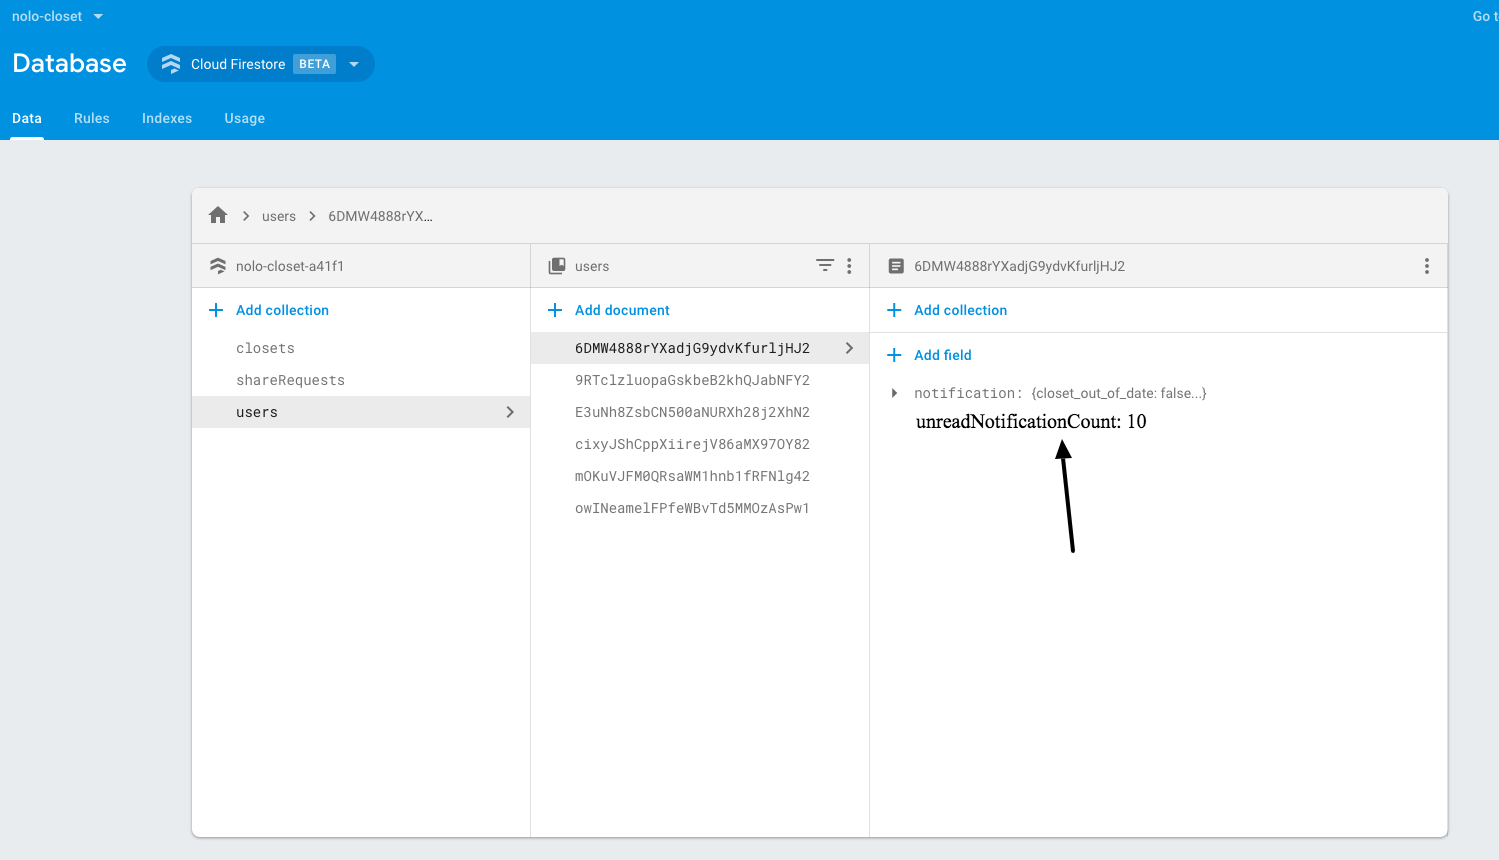 nolo-closet
Go t
Database
Cloud Firestore BETA
Data Rules Indexes Usage
users 6DMW4888rYX...
nolo-closet-a41f1
Add collection
closets
shareRequests
users
users
Add document
6DMW4888rYXadjG9ydvKfurljHJ2
9RTclzluopaGskbeB2khQJabNFY2
E3uNh8ZsbCN500aNURXh28j2XhN2
cixyJShCppXiirejV86aMX97OY82
mOKuVJFM0QRsaWM1hnb1fRFNlg42
owINeamelFPfeWBvTd5MMOzAsPw1
6DMW4888rYXadjG9ydvKfurljHJ2
Add collection
Add field
notification: {closet_out_of_date: false...}
unreadNotificationCount: 10